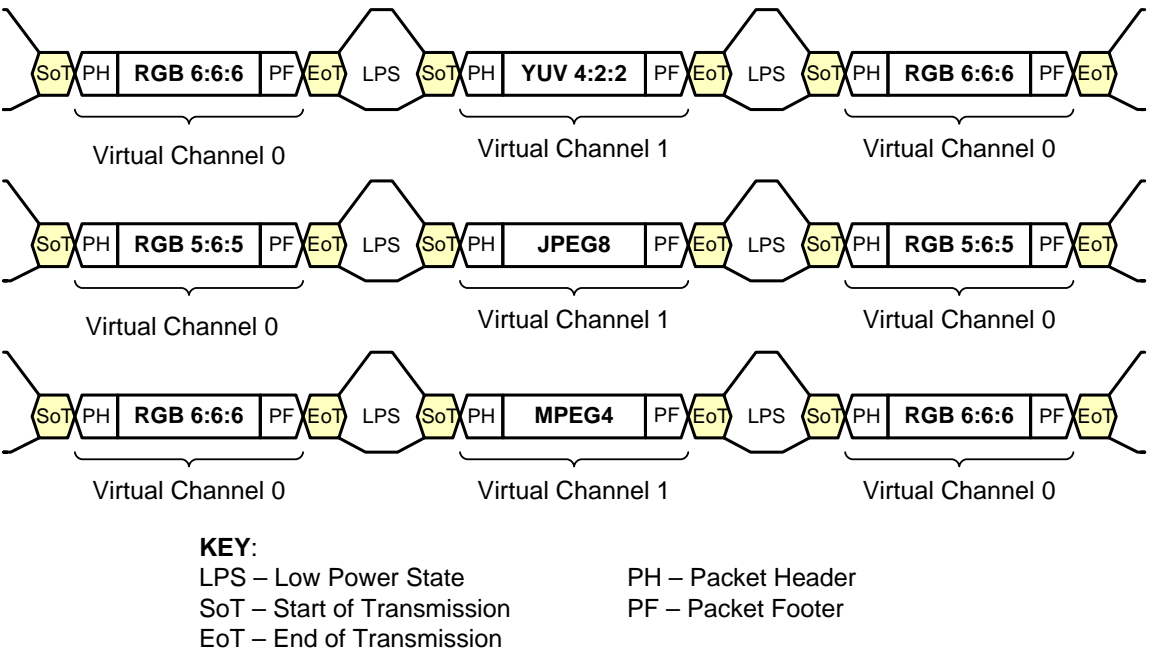 SoT PH RGB 6:6:6 PF EoT LPS SoT PH YUV 4:2:2 PF EoT LPS SoT PH RGB 6:6:6 PF EoT
Virtual Channel 0 Virtual Channel 1 Virtual Channel 0
SoT PH RGB 5:6:5 PF EoT LPS SoT PH JPEG8 PF EoT LPS SoT PH RGB 5:6:5 PF EoT
Virtual Channel 0 Virtual Channel 1 Virtual Channel 0
SoT PH RGB 6:6:6 PF EoT LPS SoT PH MPEG4 PF EoT LPS SoT PH RGB 6:6:6 PF EoT
Virtual Channel 0 Virtual Channel 1 Virtual Channel 0
KEY:
LPS – Low Power State PH – Packet Header
SoT – Start of Transmission PF – Packet Footer
EoT – End of Transmission